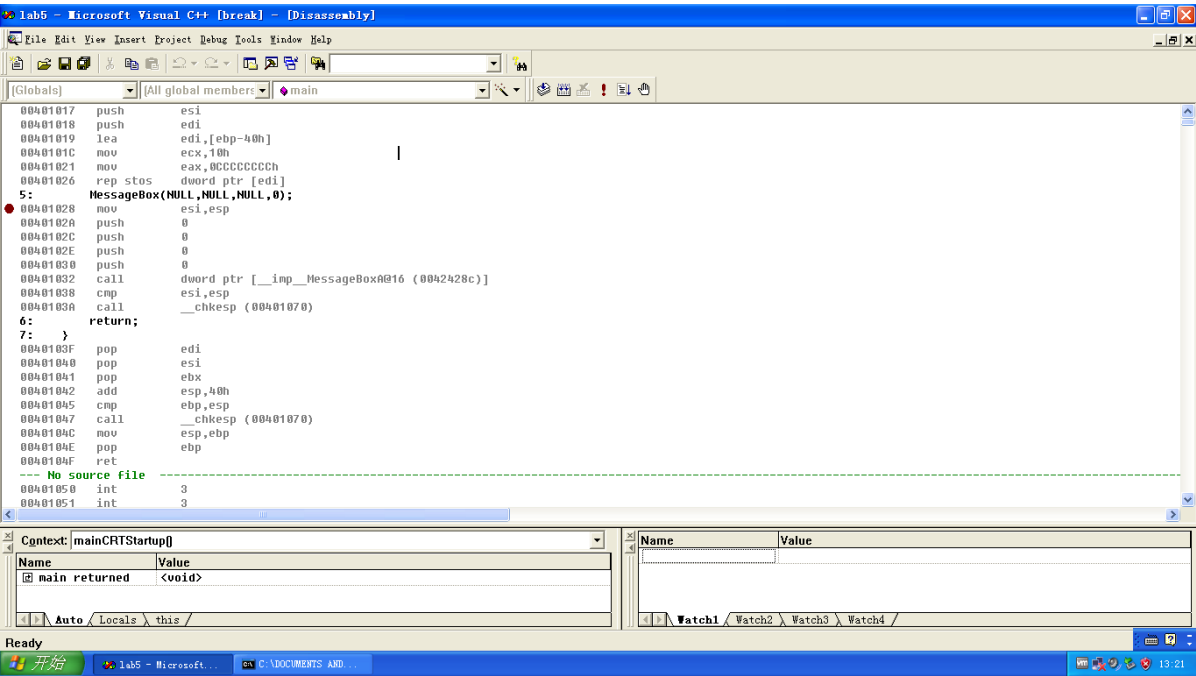 lab5 - Microsoft Visual C++ [break] - [Disassembly]
File Edit View Insert Project Debug Tools Window Help
(Globals) (All global members main
00401017 push esi
00401018 push edi
00401019 lea edi,[ebp-40h]
0040101C mov ecx,10h
00401021 mov eax,0CCCCCCCCh
00401026 rep stos dword ptr [edi]
5: MessageBox(NULL,NULL,NULL,0);
00401028 mov esi,esp
0040102A push 0
0040102C push 0
0040102E push 0
00401030 push 0
00401032 call dword ptr [__imp__MessageBoxA@16 (0042428c)]
00401038 cmp esi,esp
0040103A call __chkesp (00401070)
6: return;
7: }
0040103F pop edi
00401040 pop esi
00401041 pop ebx
00401042 add esp,40h
00401045 cmp ebp,esp
00401047 call __chkesp (00401070)
0040104C mov esp,ebp
0040104E pop ebp
0040104F ret
--- No source file ---
00401050 int 3
00401051 int 3
Context: mainCRTStartup()
Name Value
main returned <void>
Auto Locals this
Name Value
Watch1 Watch2 Watch3 Watch4
Ready
开始 lab5 - Microsoft... C:\DOCUMENTS AND... 13:21